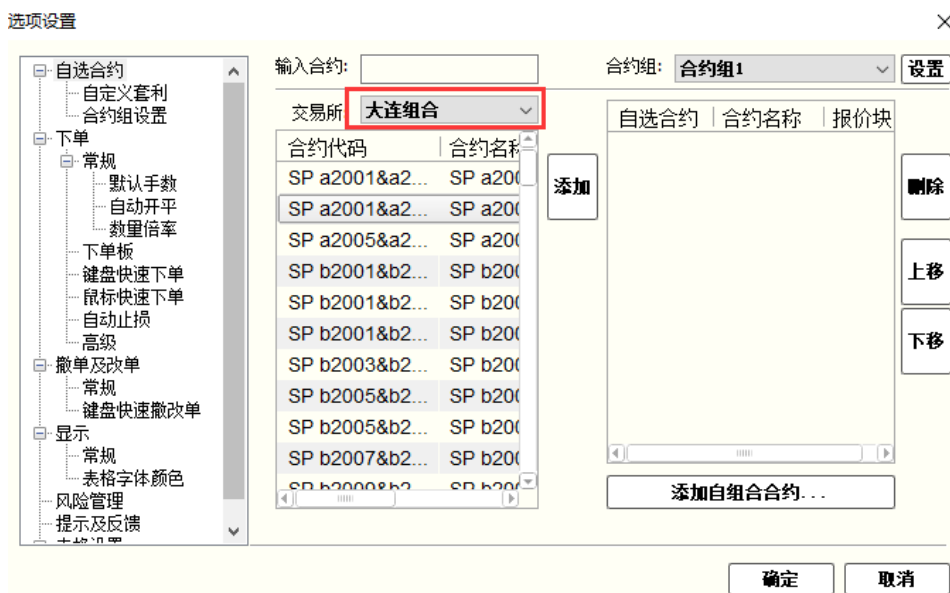 选项设置
自选合约
自定义套利
合约组设置
下单
常规
默认手数
自动开平
数量倍率
下单板
键盘快速下单
鼠标快速下单
自动止损
高级
撤单及改单
常规
键盘快速撤改单
显示
常规
表格字体颜色
风险管理
提示及反馈
输入合约:
交易所
大连组合
合约代码 合约名称
SP a2001&a2... SP a200
SP a2001&a2... SP a200
SP a2005&a2... SP a200
SP b2001&b2... SP b200
SP b2001&b2... SP b200
SP b2001&b2... SP b200
SP b2003&b2... SP b200
SP b2005&b2... SP b200
SP b2005&b2... SP b200
SP b2007&b2... SP b200
SP b2009&b2... SP b200
添加
合约组: 合约组1 设置
自选合约 合约名称 报价块
删除
上移
下移
添加自组合合约...
确定 取消